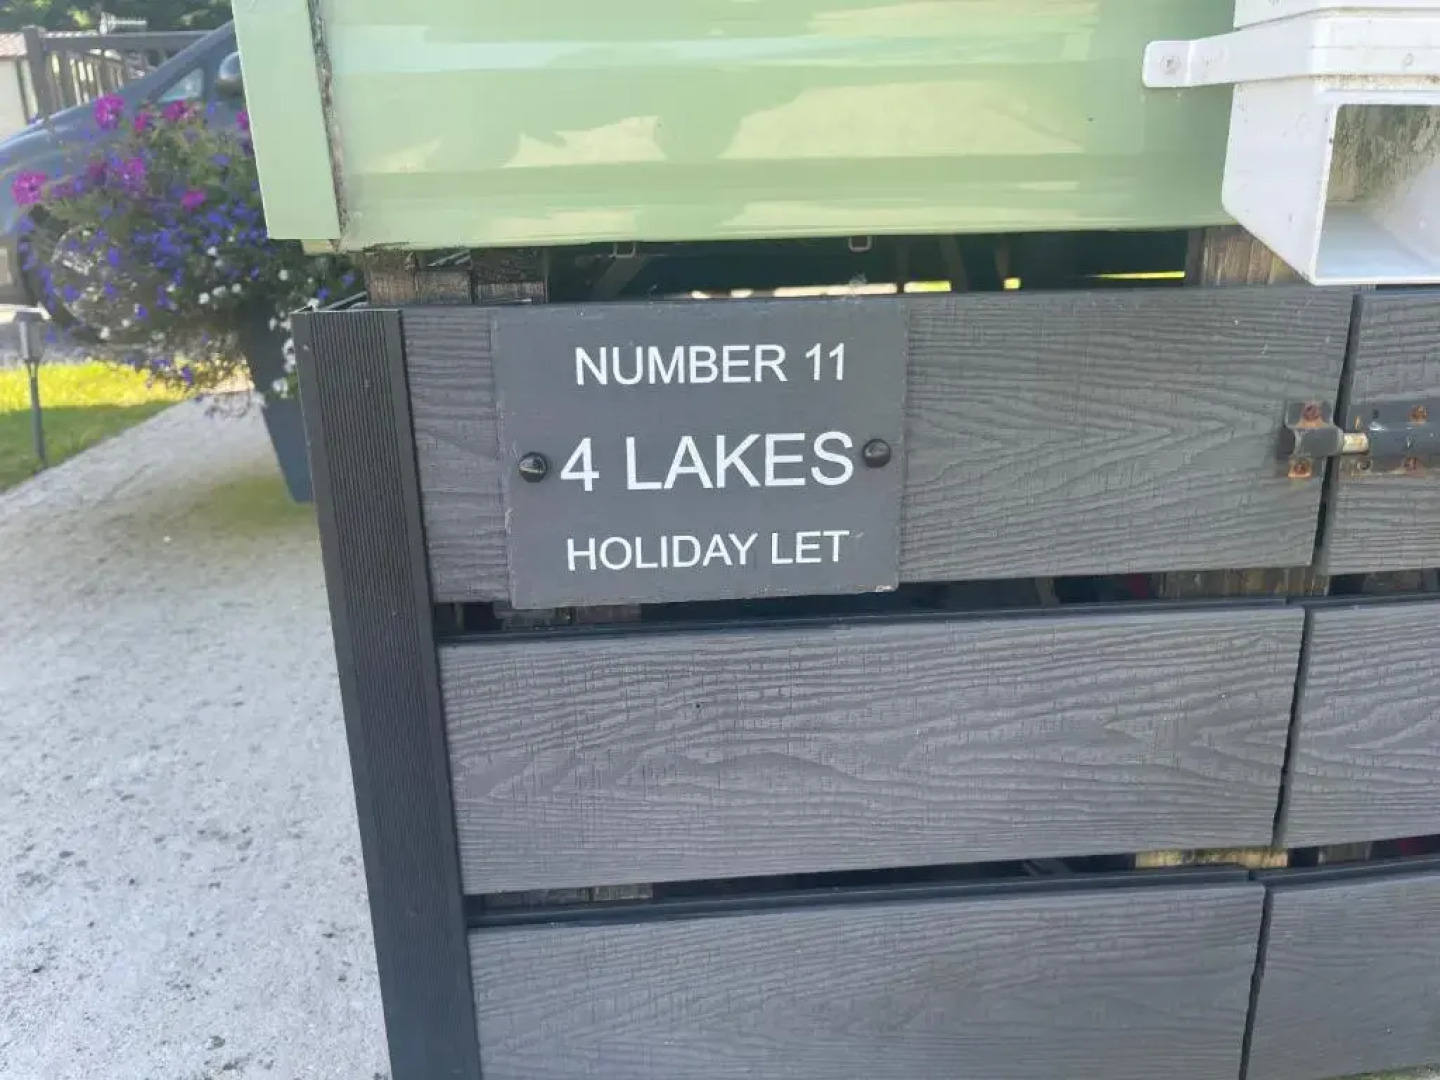 NUMBER 11
4 LAKES
HOLIDAY LET